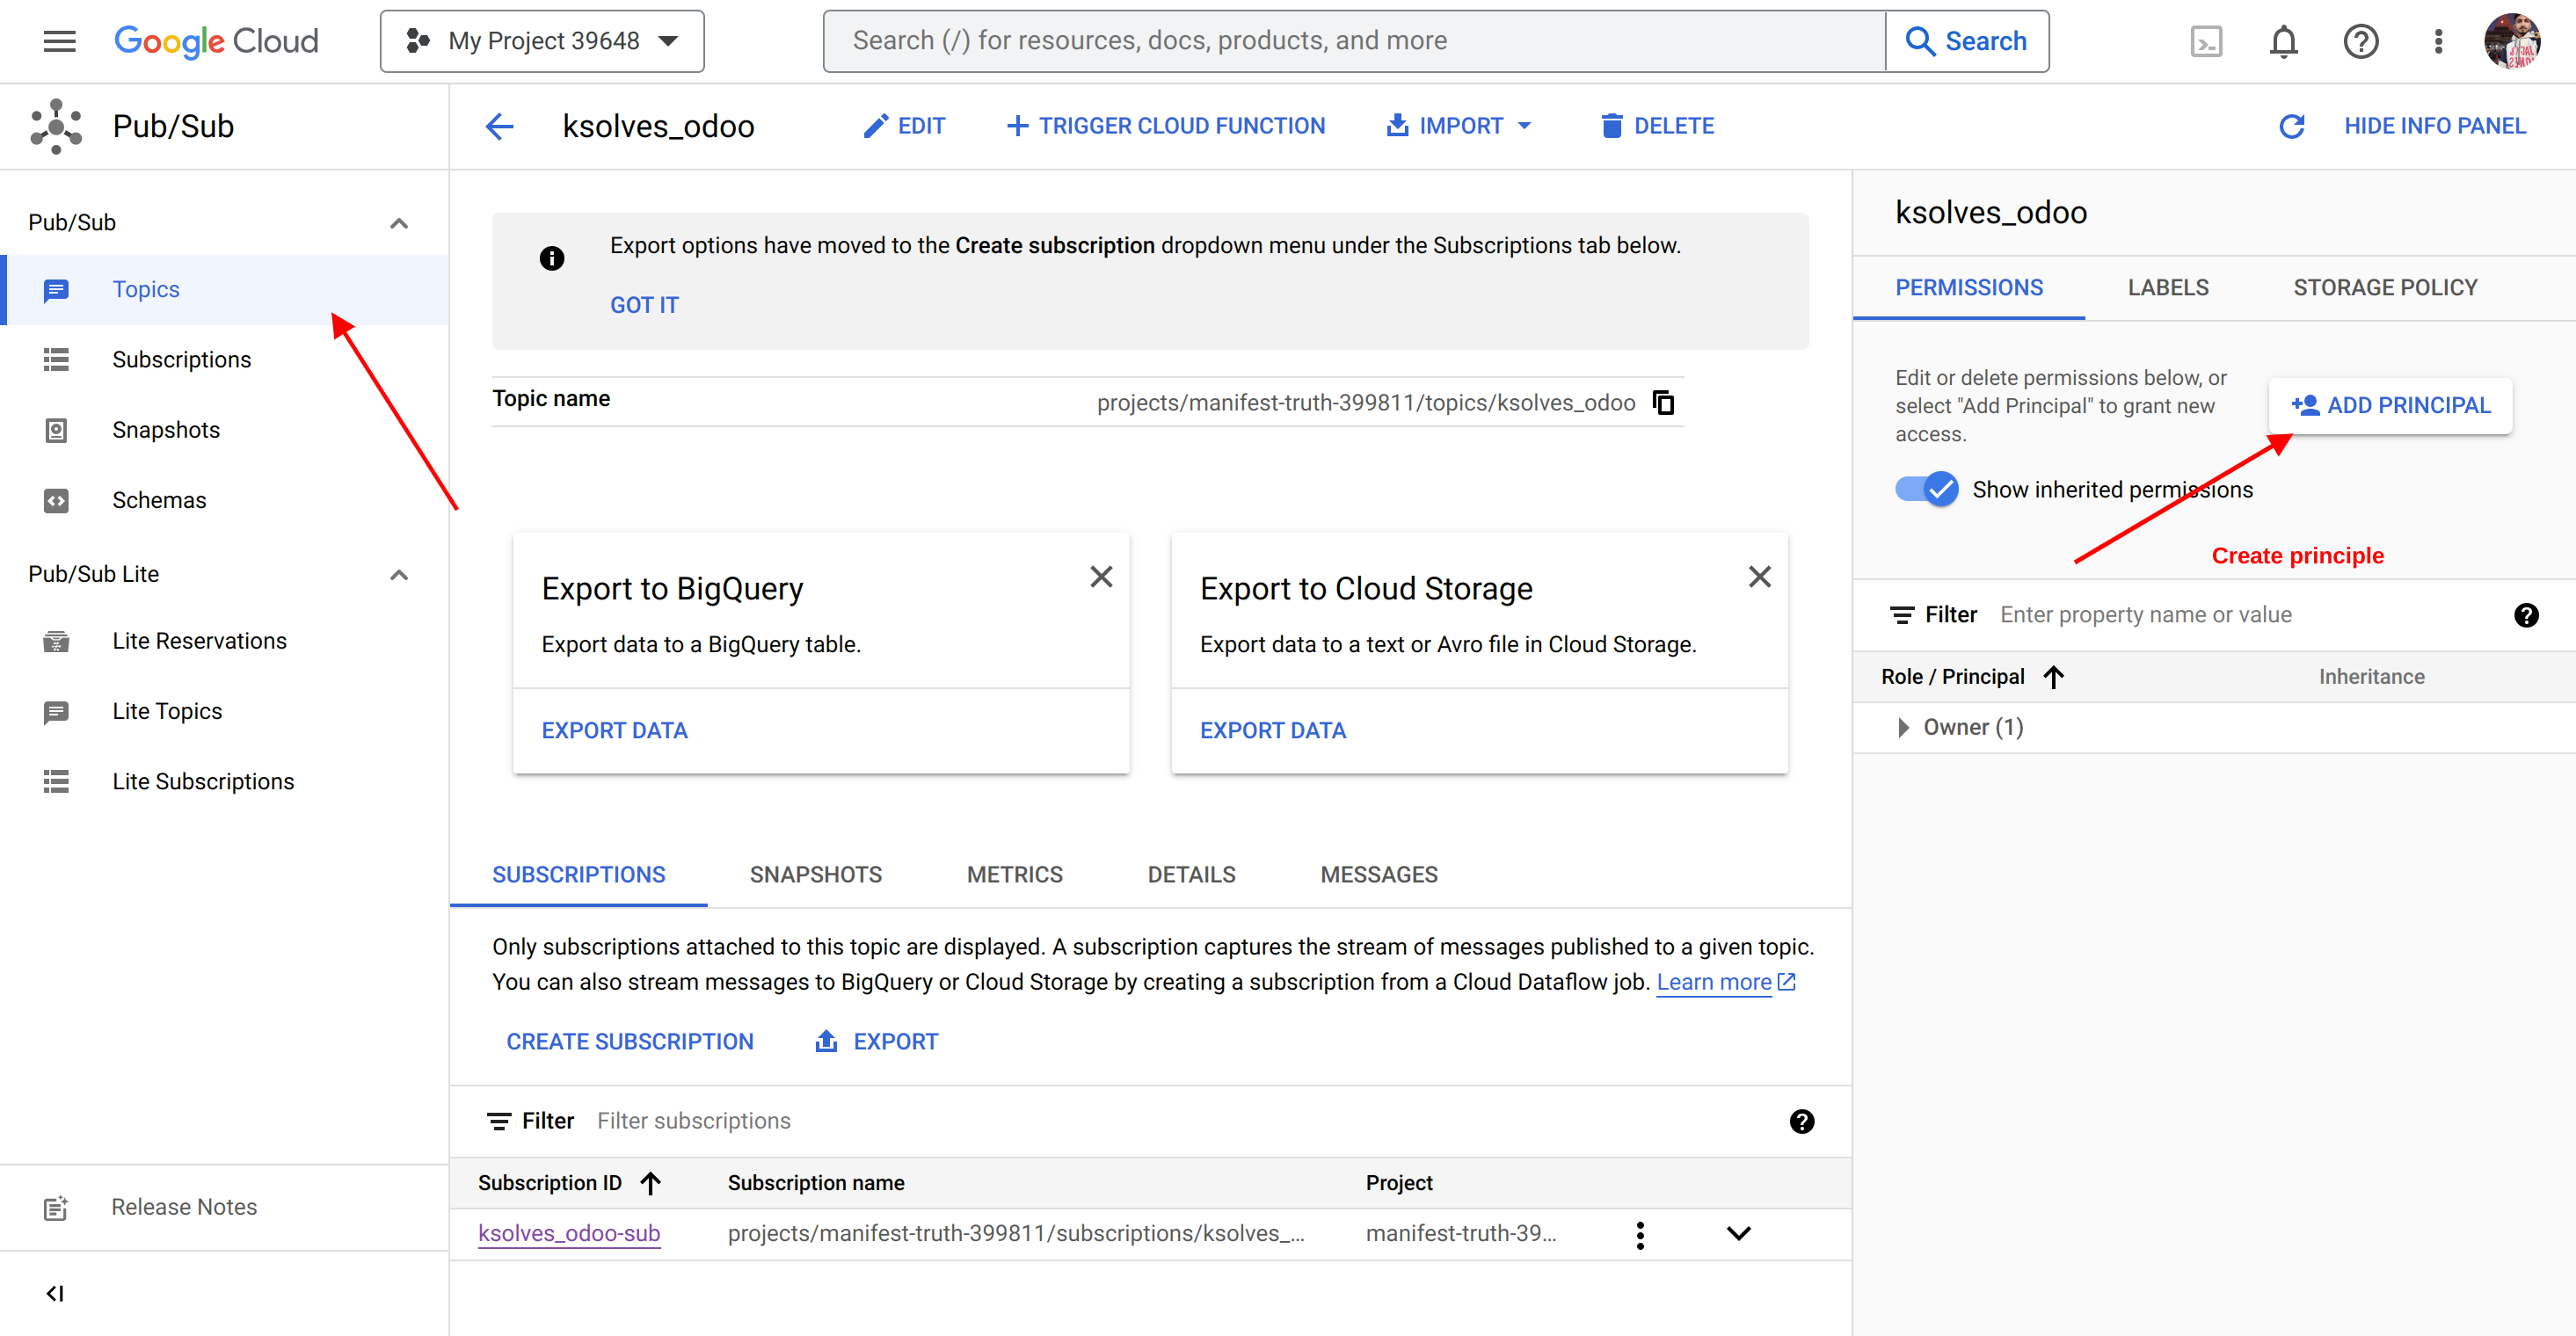 Google Cloud
My Project 39648
Search (/) for resources, docs, products, and more
Search
Pub/Sub
ksolves_odoo
EDIT
TRIGGER CLOUD FUNCTION
IMPORT
DELETE
HIDE INFO PANEL
Pub/Sub
Topics
Subscriptions
Snapshots
Schemas
Pub/Sub Lite
Lite Reservations
Lite Topics
Lite Subscriptions
Release Notes
Export options have moved to the Create subscription dropdown menu under the Subscriptions tab below.
GOT IT
Topic name
projects/manifest-truth-399811/topics/ksolves_odoo
Export to BigQuery
Export data to a BigQuery table.
EXPORT DATA
Export to Cloud Storage
Export data to a text or Avro file in Cloud Storage.
EXPORT DATA
SUBSCRIPTIONS
SNAPSHOTS
METRICS
DETAILS
MESSAGES
Only subscriptions attached to this topic are displayed. A subscription captures the stream of messages published to a given topic.
You can also stream messages to BigQuery or Cloud Storage by creating a subscription from a Cloud Dataflow job. Learn more
CREATE SUBSCRIPTION
EXPORT
Filter Filter subscriptions
Subscription ID
Subscription name
Project
ksolves_odoo-sub
projects/manifest-truth-399811/subscriptions/ksolves_...
manifest-truth-39...
ksolves_odoo
PERMISSIONS
LABELS
STORAGE POLICY
Edit or delete permissions below, or
select "Add Principal" to grant new
access.
ADD PRINCIPAL
Show inherited permissions
Create principle
Filter Enter property name or value
Role / Principal
Inheritance
Owner (1)